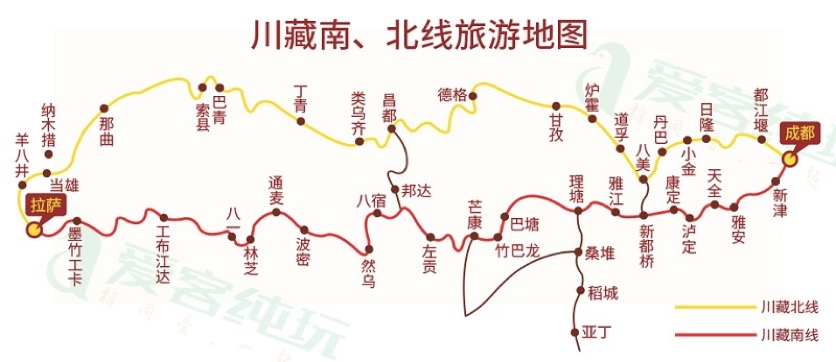 川藏南、北线旅游地图
成都
都江堰
日隆
小金
丹巴
八美
道孚
炉霍
甘孜
德格
昌都
类乌齐
丁青
巴青
索县
那曲
纳木措
当雄
羊八井
拉萨
墨竹工卡
工布江达
八一
林芝
通麦
波密
然乌
八宿
邦达
左贡
芒康
竹巴龙
巴塘
理塘
雅江
新都桥
康定
泸定
天全
雅安
新津
桑堆
稻城
亚丁
川藏北线
川藏南线
爱客纯玩
爱客纯玩